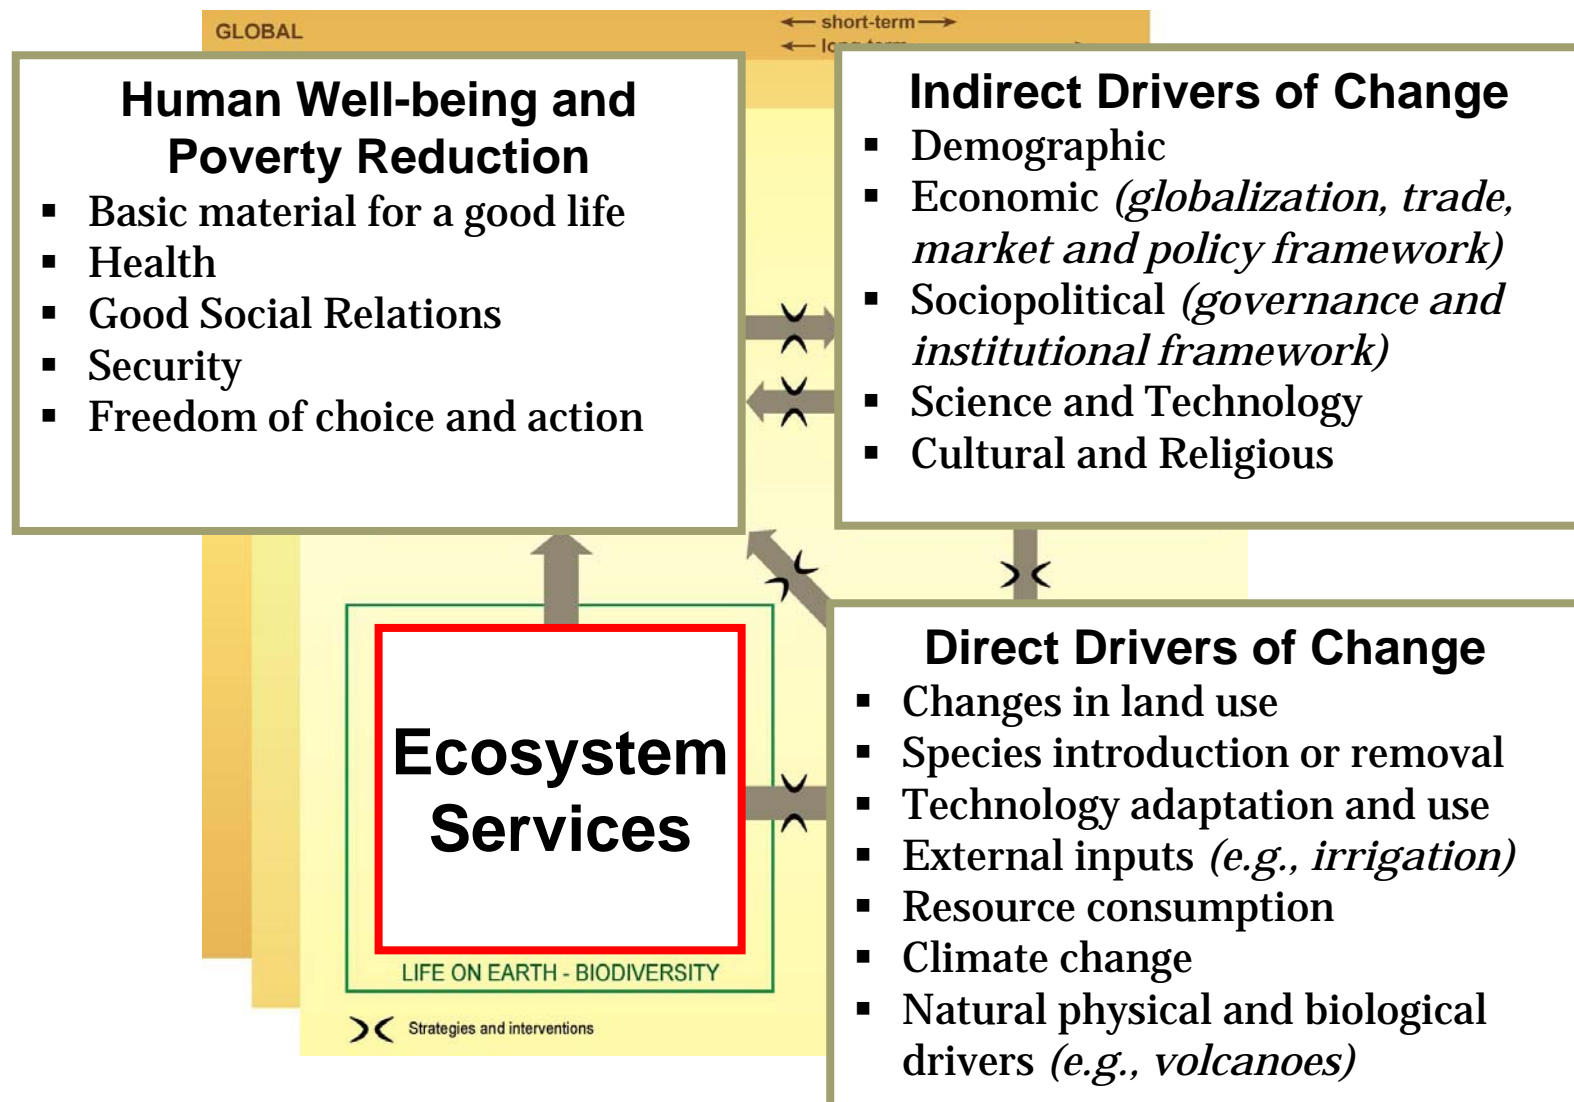 GLOBAL
short-term
Human Well-being and
Poverty Reduction
▪ Basic material for a good life
▪ Health
▪ Good Social Relations
▪ Security
▪ Freedom of choice and action
Indirect Drivers of Change
▪ Demographic
▪ Economic (globalization, trade,
market and policy framework)
▪ Sociopolitical (governance and
institutional framework)
▪ Science and Technology
▪ Cultural and Religious
Ecosystem
Services
LIFE ON EARTH - BIODIVERSITY
Strategies and interventions
Direct Drivers of Change
▪ Changes in land use
▪ Species introduction or removal
▪ Technology adaptation and use
▪ External inputs (e.g., irrigation)
▪ Resource consumption
▪ Climate change
▪ Natural physical and biological
drivers (e.g., volcanoes)